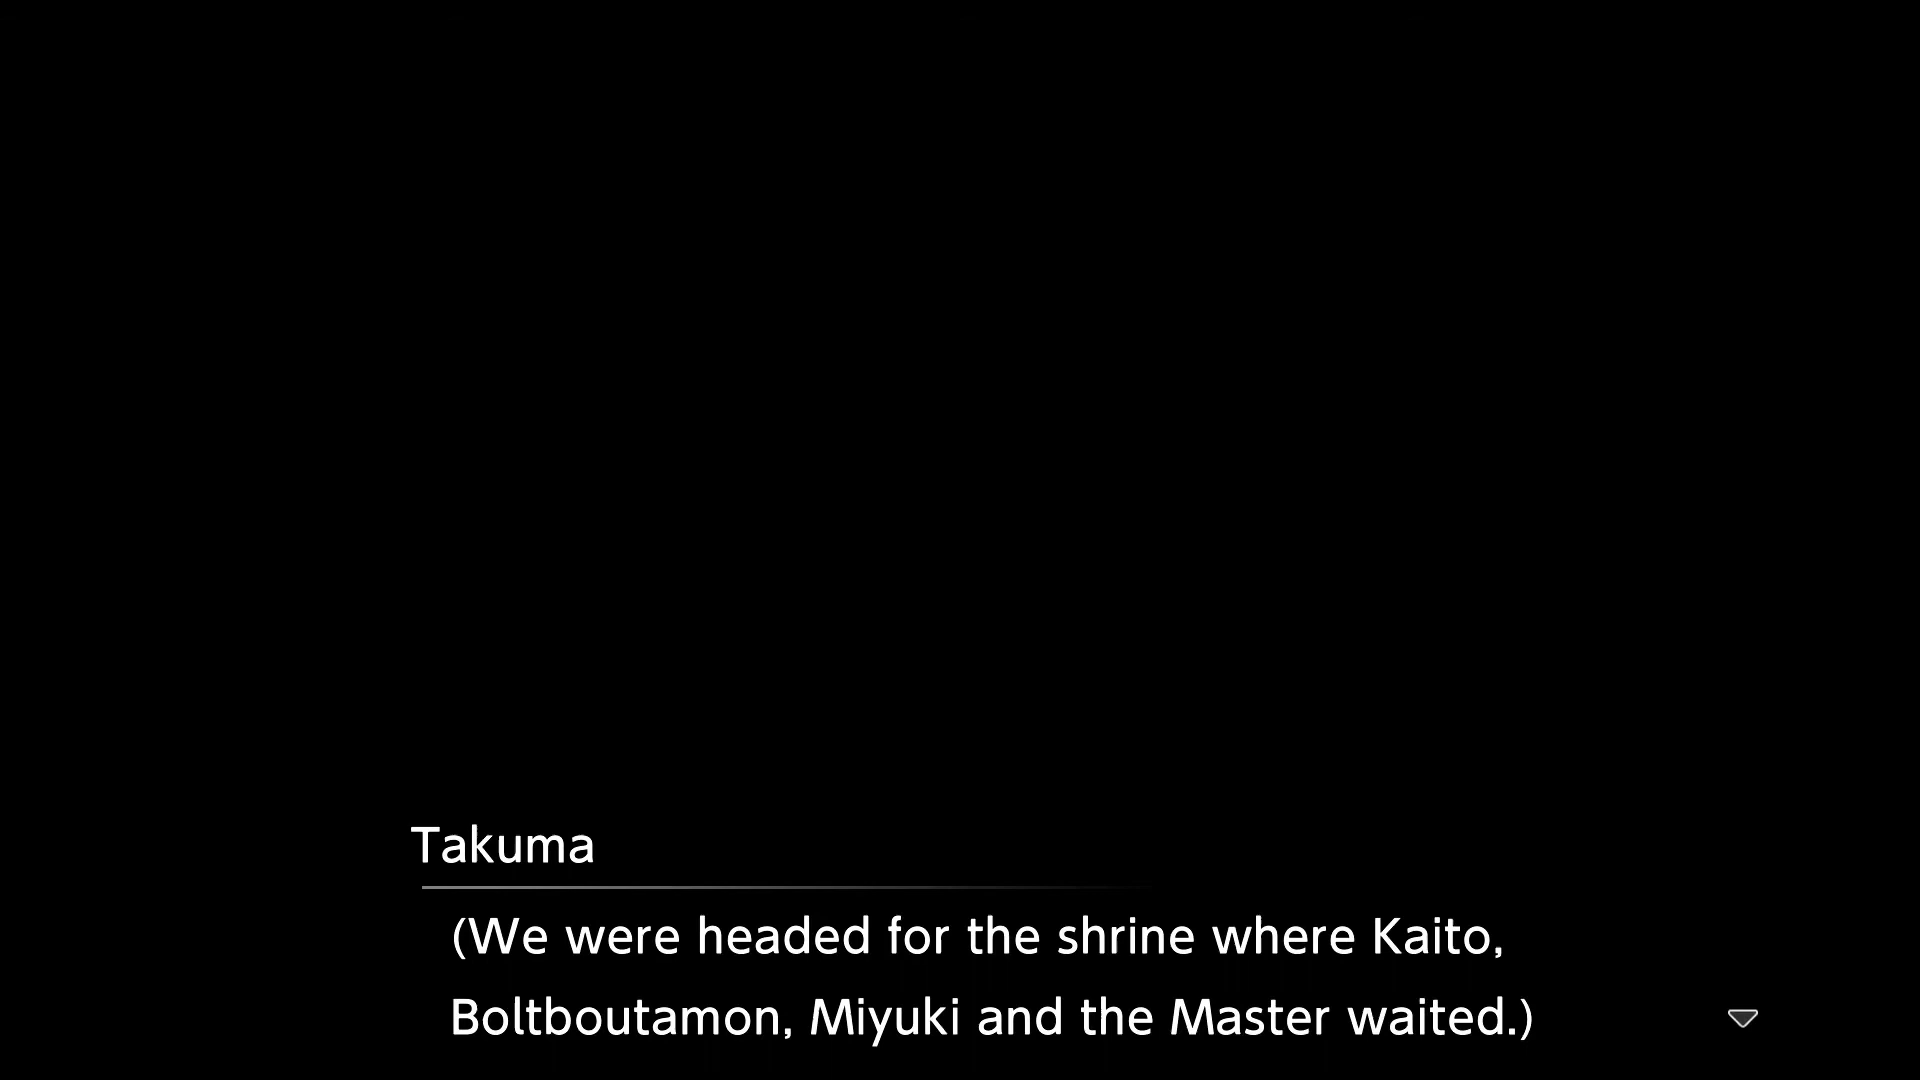 Takuma
(We were headed for the shrine where Kaito,
Boltboutamon, Miyuki and the Master waited.)